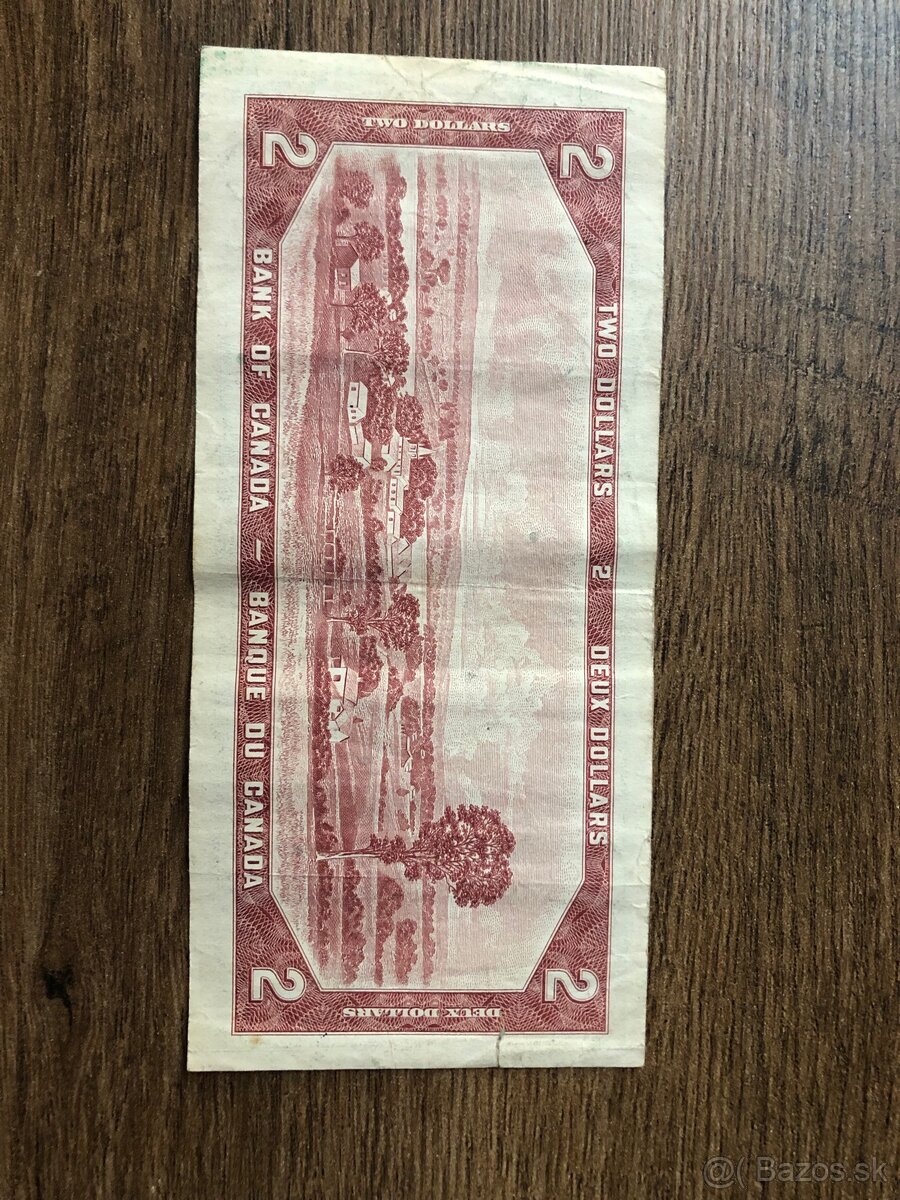 TWO DOLLARS 2 DEUX DOLLARS
2
2
TWO DOLLARS
DEUX DOLLARS
2
2
BANK OF CANADA — BANQUE DU CANADA
@( Bazos.sk